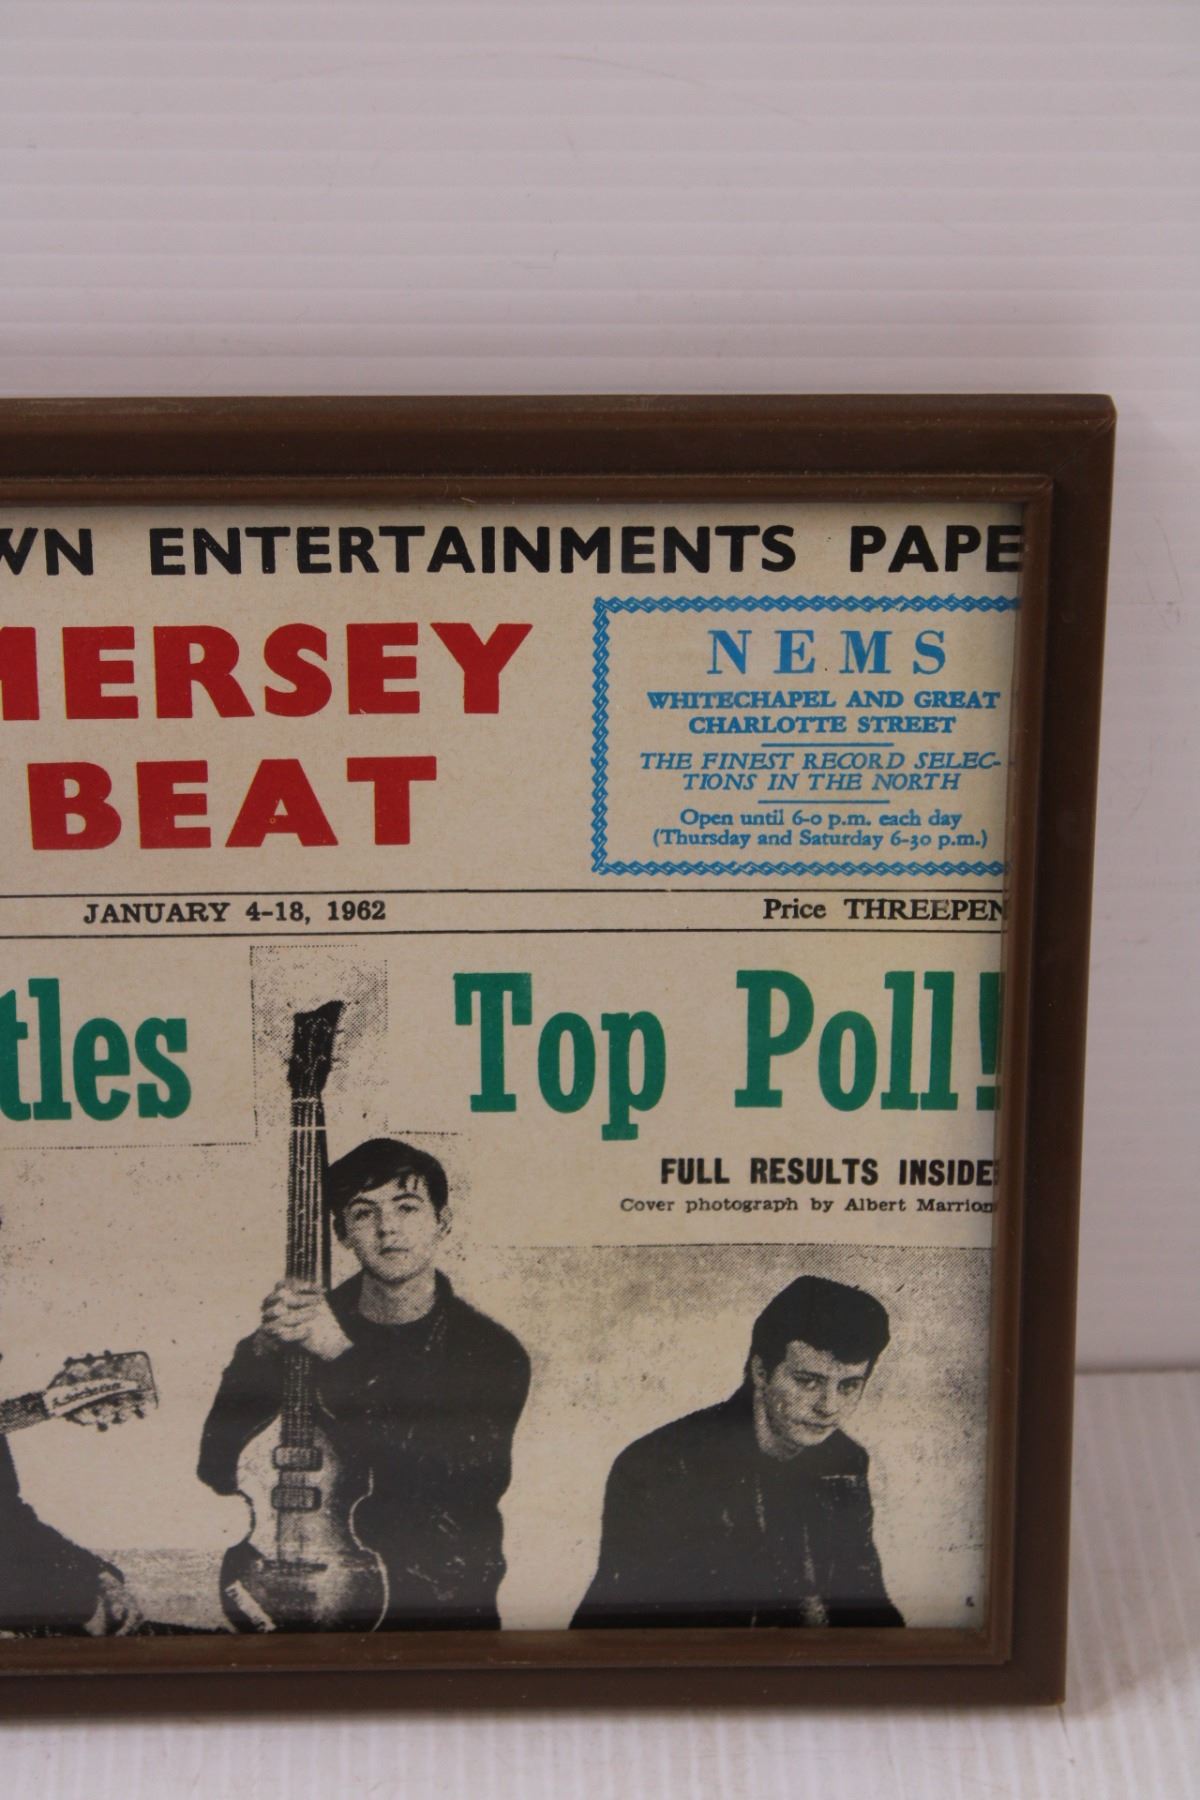 WN ENTERTAINMENTS PAPE
MERSEY
BEAT
NEMS
WHITECHAPEL AND GREAT
CHARLOTTE STREET
THE FINEST RECORD SELEC-
TIONS IN THE NORTH
Open until 6-0 p.m. each day
(Thursday and Saturday 6-30 p.m.)
JANUARY 4-18, 1962
Price THREEPEN
tles Top Poll!
FULL RESULTS INSIDE
Cover photograph by Albert Marrion